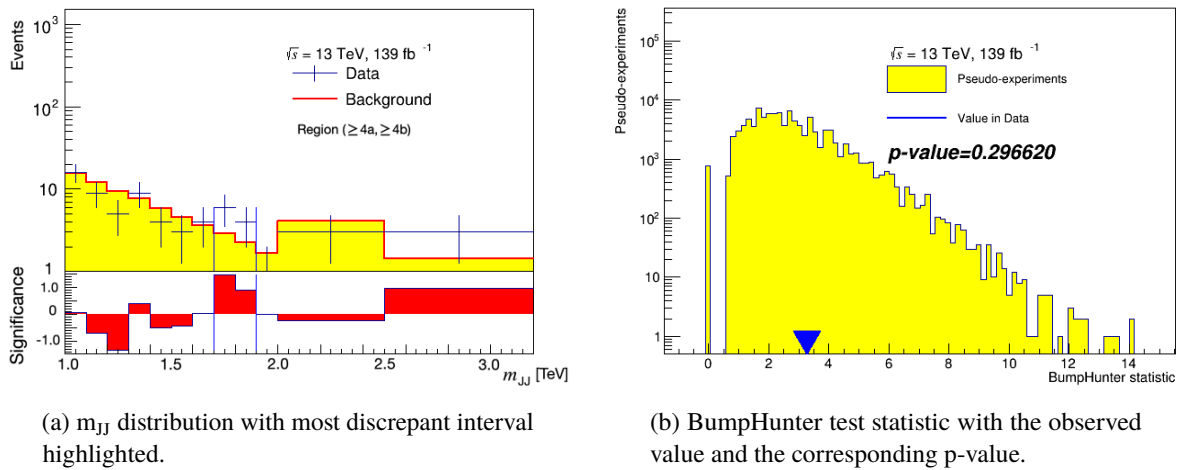 Events
10³
10²
10
1
√s = 13 TeV, 139 fb ⁻¹
Data
Background
Region (≥4a, ≥4b)
Significance
1.0
0
-1.0
1.0 1.5 2.0 2.5 3.0
m_JJ [TeV]
(a) m_JJ distribution with most discrepant interval
highlighted.
Pseudo-experiments
10⁵
10⁴
10³
10²
10
1
√s = 13 TeV, 139 fb ⁻¹
Pseudo-experiments
Value in Data
p-value=0.296620
0 2 4 6 8 10 12 14
BumpHunter statistic
(b) BumpHunter test statistic with the observed
value and the corresponding p-value.